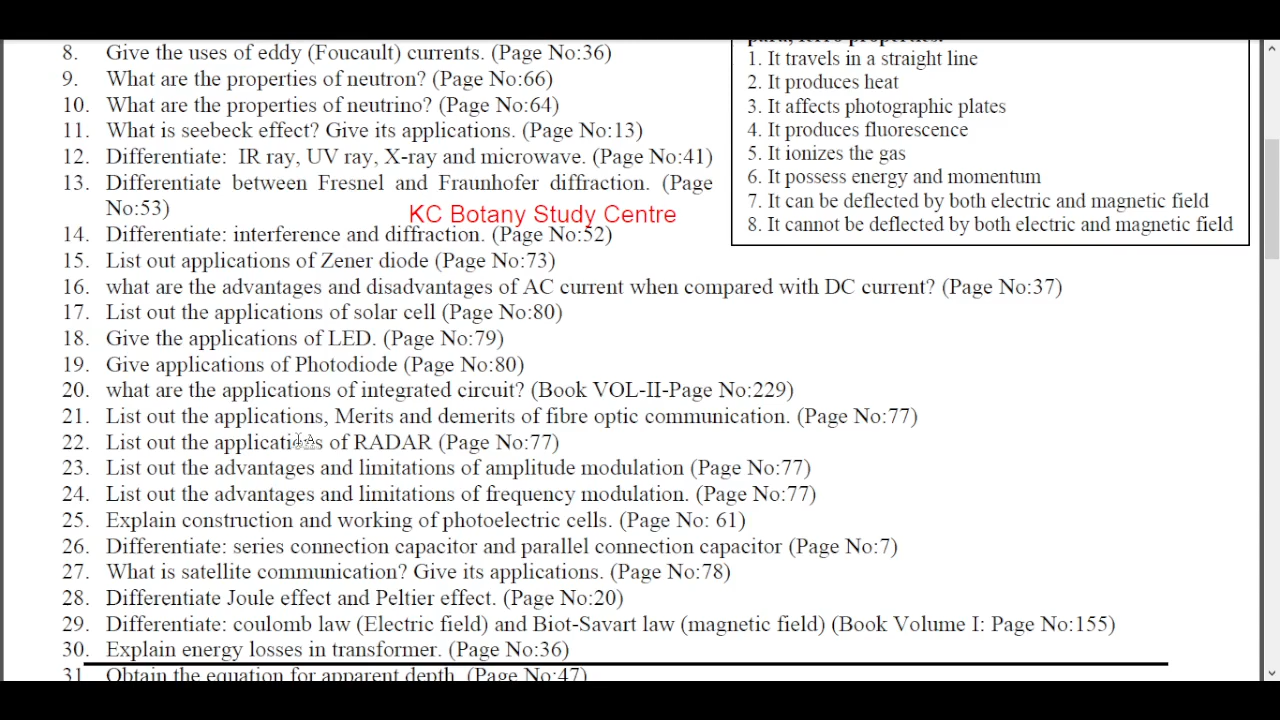 8. Give the uses of eddy (Foucault) currents. (Page No:36)
9. What are the properties of neutron? (Page No:66)
10. What are the properties of neutrino? (Page No:64)
11. What is seebeck effect? Give its applications. (Page No:13)
12. Differentiate: IR ray, UV ray, X-ray and microwave. (Page No:41)
13. Differentiate between Fresnel and Fraunhofer diffraction. (Page
No:53)
KC Botany Study Centre
14. Differentiate: interference and diffraction. (Page No:52)
15. List out applications of Zener diode (Page No:73)
16. what are the advantages and disadvantages of AC current when compared with DC current? (Page No:37)
17. List out the applications of solar cell (Page No:80)
18. Give the applications of LED. (Page No:79)
19. Give applications of Photodiode (Page No:80)
20. what are the applications of integrated circuit? (Book VOL-II-Page No:229)
21. List out the applications, Merits and demerits of fibre optic communication. (Page No:77)
22. List out the applications of RADAR (Page No:77)
23. List out the advantages and limitations of amplitude modulation (Page No:77)
24. List out the advantages and limitations of frequency modulation. (Page No:77)
25. Explain construction and working of photoelectric cells. (Page No: 61)
26. Differentiate: series connection capacitor and parallel connection capacitor (Page No:7)
27. What is satellite communication? Give its applications. (Page No:78)
28. Differentiate Joule effect and Peltier effect. (Page No:20)
29. Differentiate: coulomb law (Electric field) and Biot-Savart law (magnetic field) (Book Volume I: Page No:155)
30. Explain energy losses in transformer. (Page No:36)
31. Obtain the equation for apparent depth. (Page No:47)
properties.
1. It travels in a straight line
2. It produces heat
3. It affects photographic plates
4. It produces fluorescence
5. It ionizes the gas
6. It possess energy and momentum
7. It can be deflected by both electric and magnetic field
8. It cannot be deflected by both electric and magnetic field